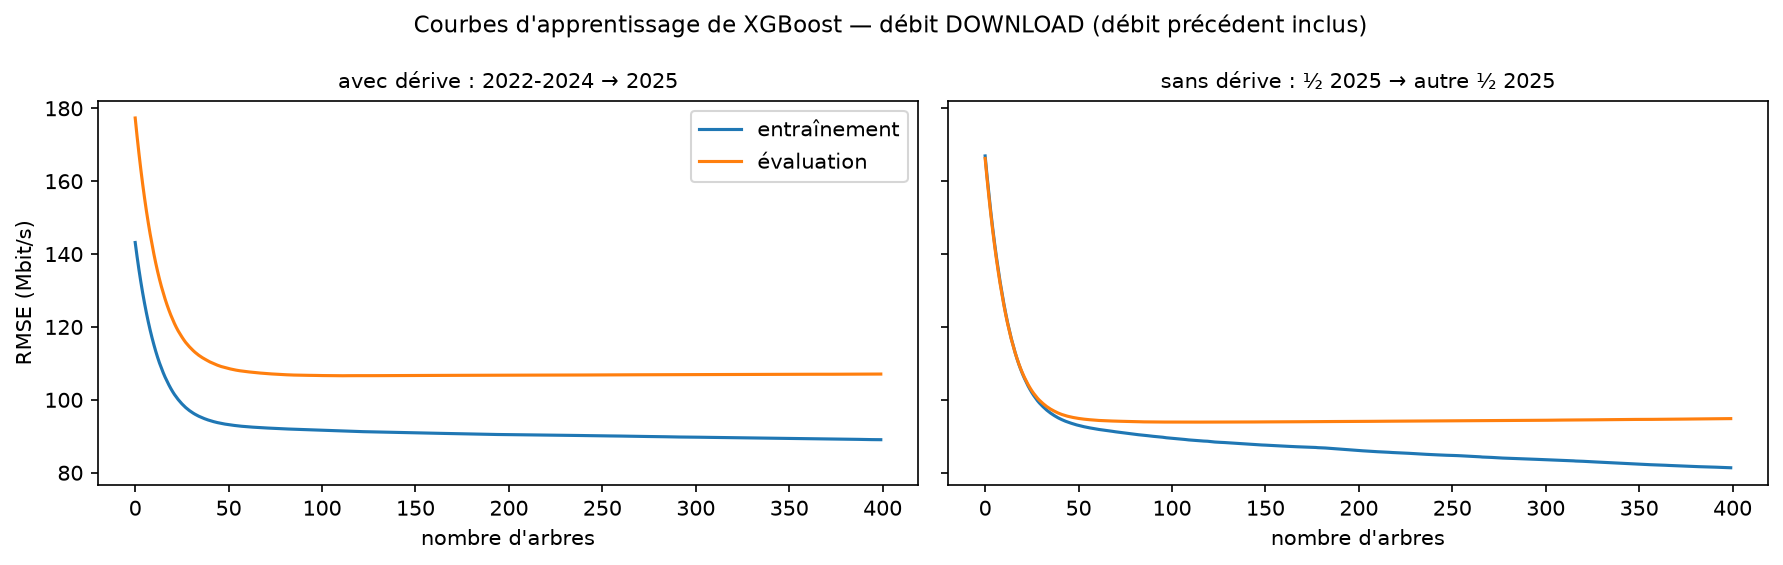 Courbes d'apprentissage de XGBoost — débit DOWNLOAD (débit précédent inclus)
avec dérive : 2022-2024 → 2025
sans dérive : ½ 2025 → autre ½ 2025
entraînement
évaluation
RMSE (Mbit/s)
180
160
140
120
100
80
0 50 100 150 200 250 300 350 400
0 50 100 150 200 250 300 350 400
nombre d'arbres
nombre d'arbres